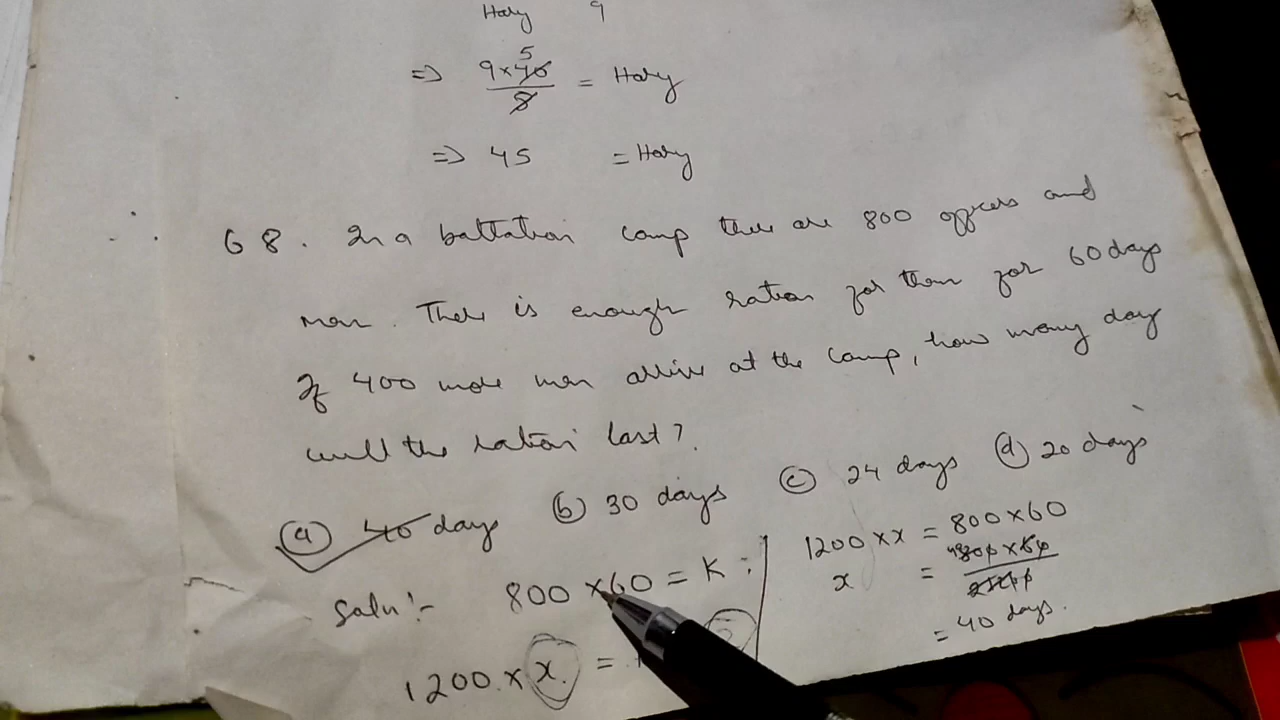 Hary 9
=> 9×40 5 / 8 = Hary
=> 45 = Hary
68. In a battation camp there are 800 officers and
men. There is enough ration for them for 60 days
If 400 more men arrive at the camp, how many day
will the ration last?
(a) 40 days (b) 30 days (c) 24 days (d) 20 days
Soln:- 800 × 60 = K :
1200 × x =
1200 × x = 800×60
x =
= 40 days.